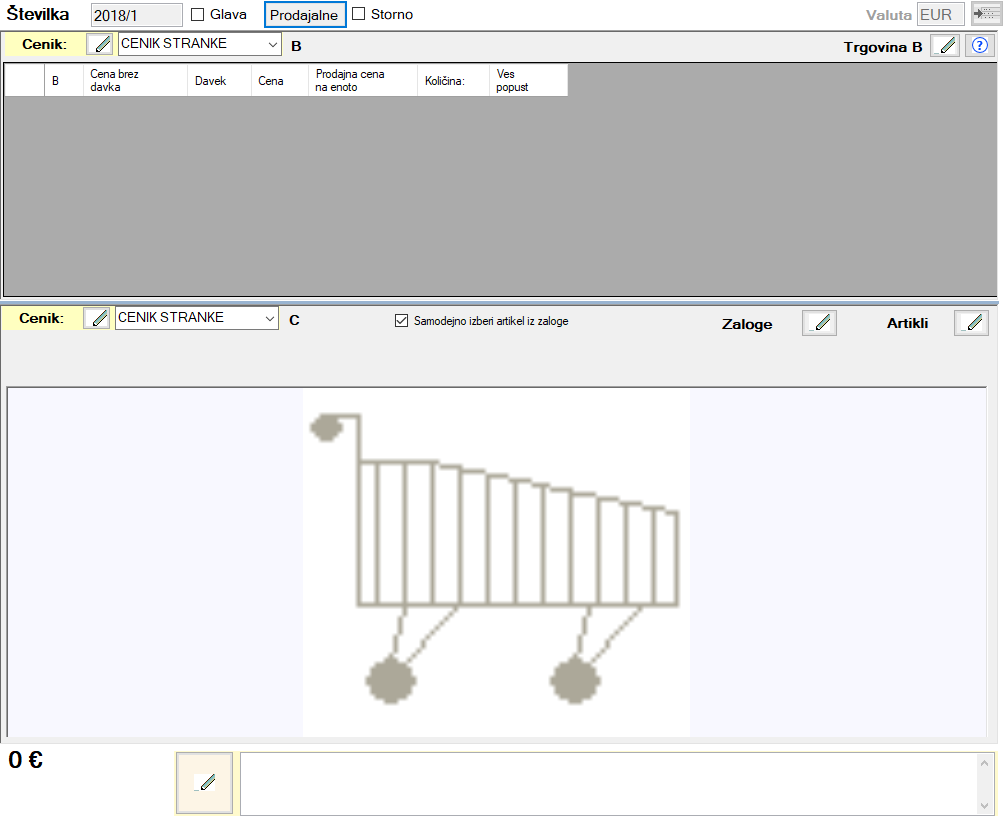 Številka 2018/1 Glava Prodajalne Storno Valuta EUR
Cenik: CENIK STRANKE B Trgovina B ?
B Cena brez davka Davek Cena Prodajna cena na enoto Količina: Ves popust
Cenik: CENIK STRANKE C Samodejno izberi artikel iz zaloge Zaloge Artikli
0 €